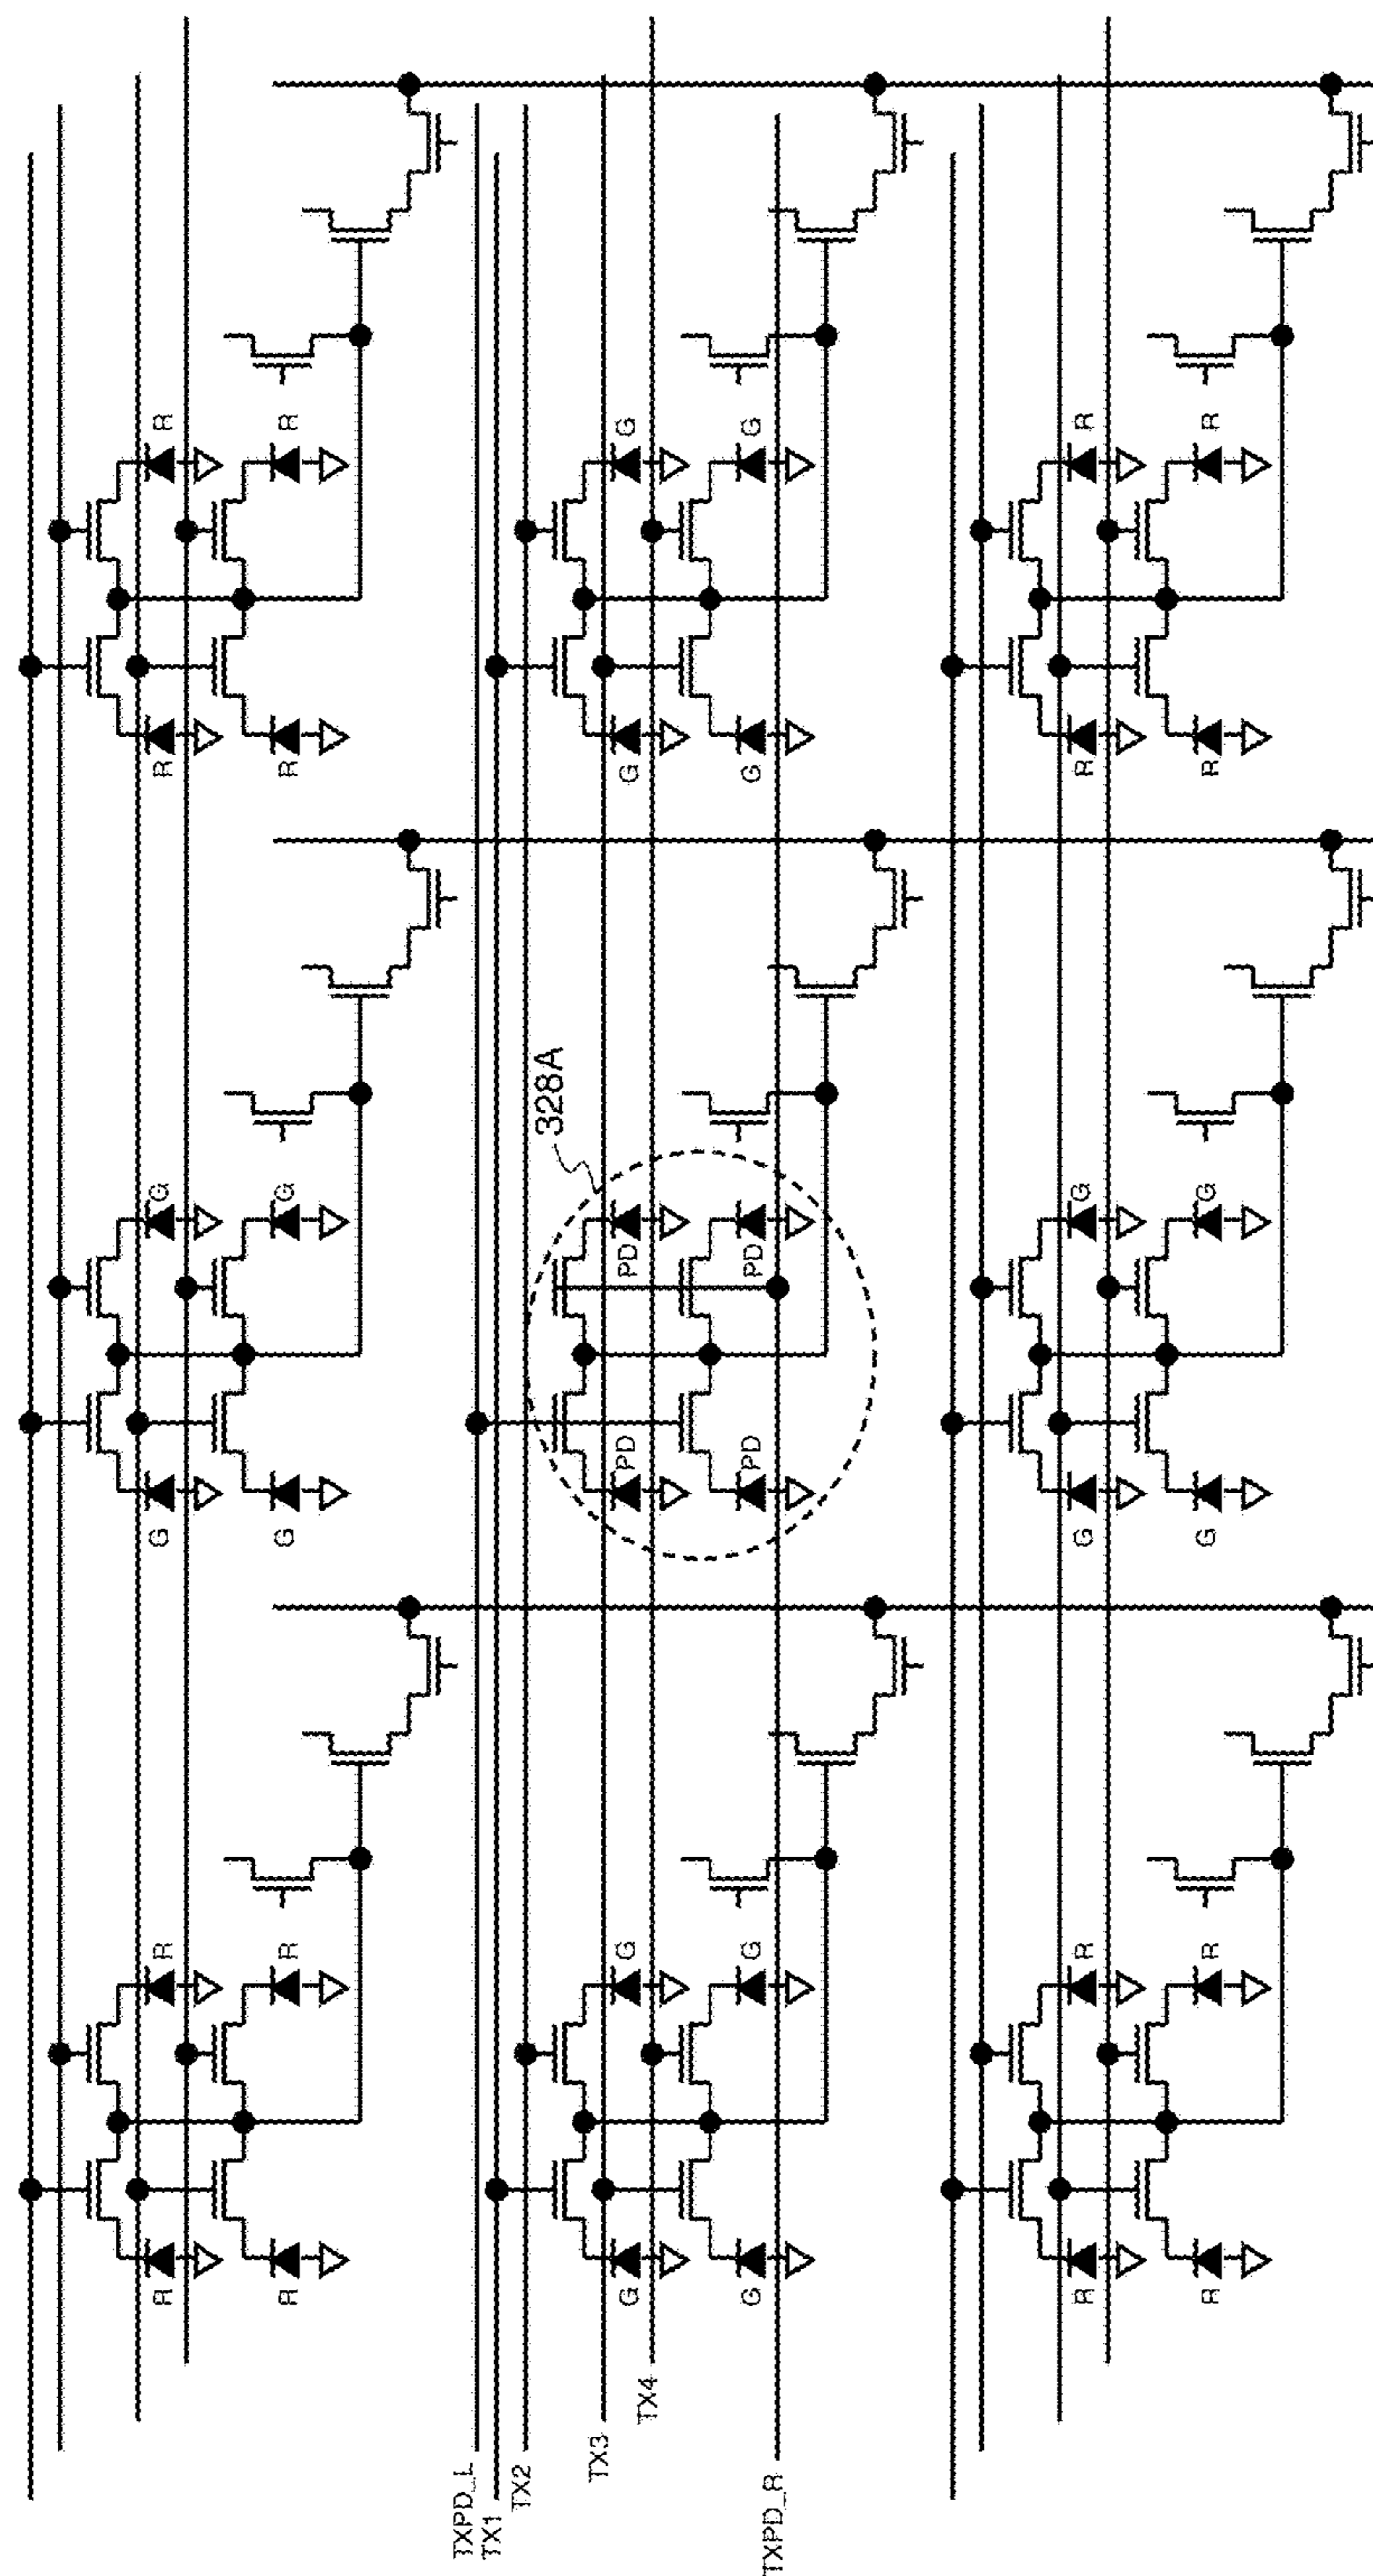 R R G G R R
R R G G R R
TXPD_L
TX1
TX2
328A
TX3
G G PD PD G G
TX4
G G PD PD G G
TXPD_R
R R G G R R
R R G G R R